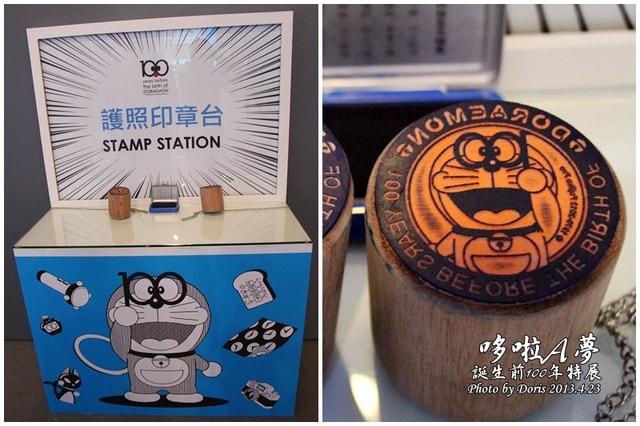 100
years before
the birth of
DORAEMON
護照印章台
STAMP STATION
100
DORAEMON
100 YEARS BEFORE THE BIRTH OF
哆啦A夢
誕生前100年特展
Photo by Doris 2013.4.23